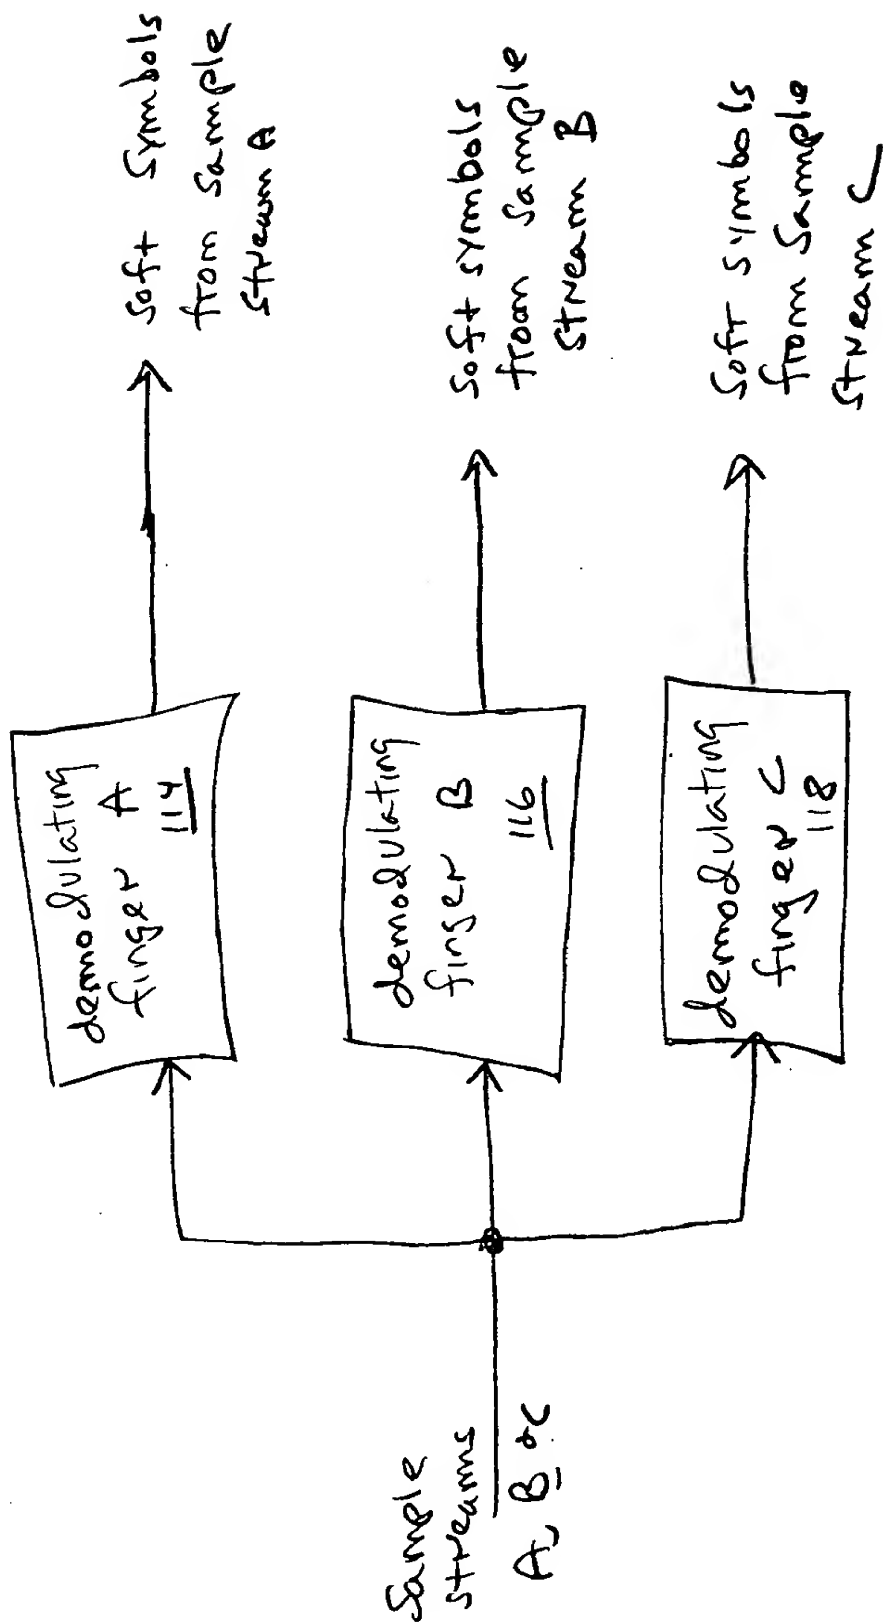 Sample
streams
A, B & C
demodulating
finger A
114
soft symbols
from sample
stream A
demodulating
finger B
116
soft symbols
from sample
stream B
demodulating
finger C
118
soft symbols
from sample
stream C